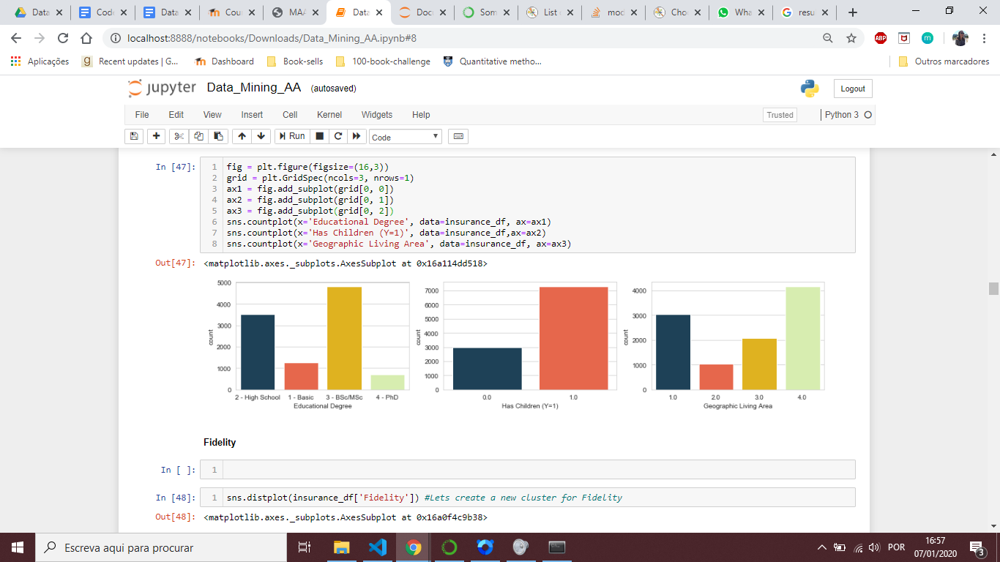 Data
Code
Data
Cou
MAA
Data
Docu
Som
List
mod
Choo
Wha
resu
localhost:8888/notebooks/Downloads/Data_Mining_AA.ipynb#8
ABP
m
Aplicações
Recent updates | G...
Dashboard
Book-sells
100-book-challenge
Quantitative metho...
Outros marcadores
jupyter
Data_Mining_AA (autosaved)
Logout
File Edit View Insert Cell Kernel Widgets Help
Trusted
Python 3
Run
Code
In [47]:
1 fig = plt.figure(figsize=(16,3))
2 grid = plt.GridSpec(ncols=3, nrows=1)
3 ax1 = fig.add_subplot(grid[0, 0])
4 ax2 = fig.add_subplot(grid[0, 1])
5 ax3 = fig.add_subplot(grid[0, 2])
6 sns.countplot(x='Educational Degree', data=insurance_df, ax=ax1)
7 sns.countplot(x='Has Children (Y=1)', data=insurance_df,ax=ax2)
8 sns.countplot(x='Geographic Living Area', data=insurance_df, ax=ax3)
Out[47]: <matplotlib.axes._subplots.AxesSubplot at 0x16a114dd518>
5000
4000
3000
2000
1000
0
count
2 - High School 1 - Basic 3 - BSc/MSc 4 - PhD
Educational Degree
7000
6000
5000
4000
3000
2000
1000
0
count
0.0 1.0
Has Children (Y=1)
4000
3000
2000
1000
0
count
1.0 2.0 3.0 4.0
Geographic Living Area
Fidelity
In [ ]: 1
In [48]: 1 sns.distplot(insurance_df['Fidelity']) #Lets create a new cluster for Fidelity
Out[48]: <matplotlib.axes._subplots.AxesSubplot at 0x16a0f4c9b38>
Escreva aqui para procurar
POR
16:57
07/01/2020
3